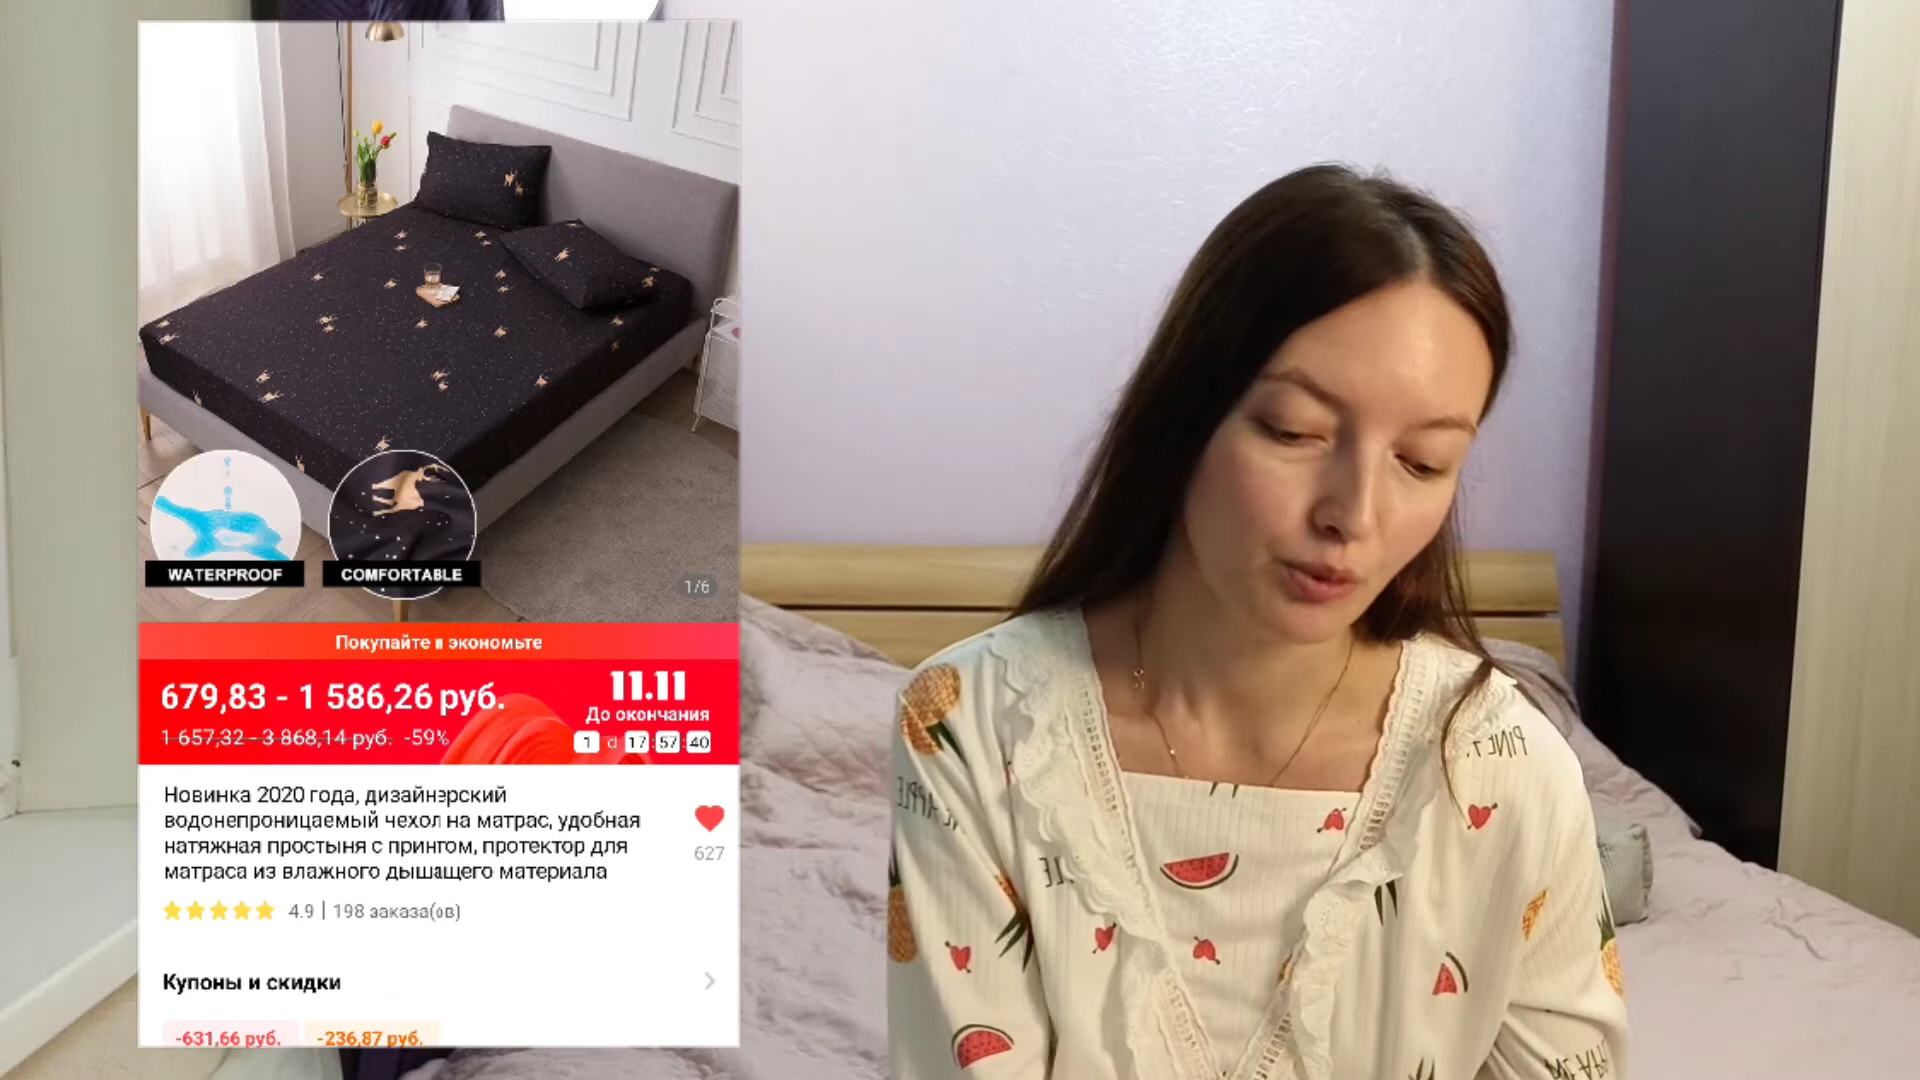 WATERPROOF
COMFORTABLE
1/6
Покупайте и экономьте
679,83 - 1 586,26 руб.
1 657,32 - 3 868,14 руб. -59%
11.11
До окончания
1 d 17:57:40
Новинка 2020 года, дизайнерский
водонепроницаемый чехол на матрас, удобная
натяжная простыня с принтом, протектор для
матраса из влажного дышащего материала
627
4.9 | 198 заказа(ов)
Купоны и скидки
-631,66 руб.
-236,87 руб.